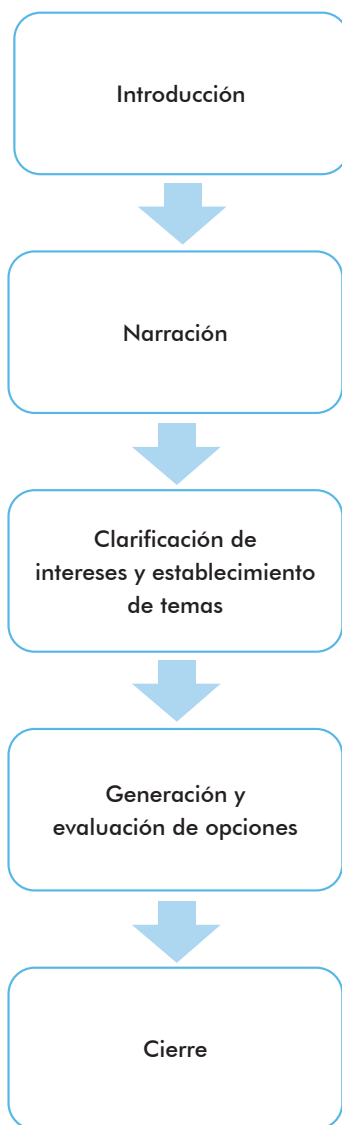 Introducción
Narración
Clarificación de
intereses y establecimiento
de temas
Generación y
evaluación de opciones
Cierre